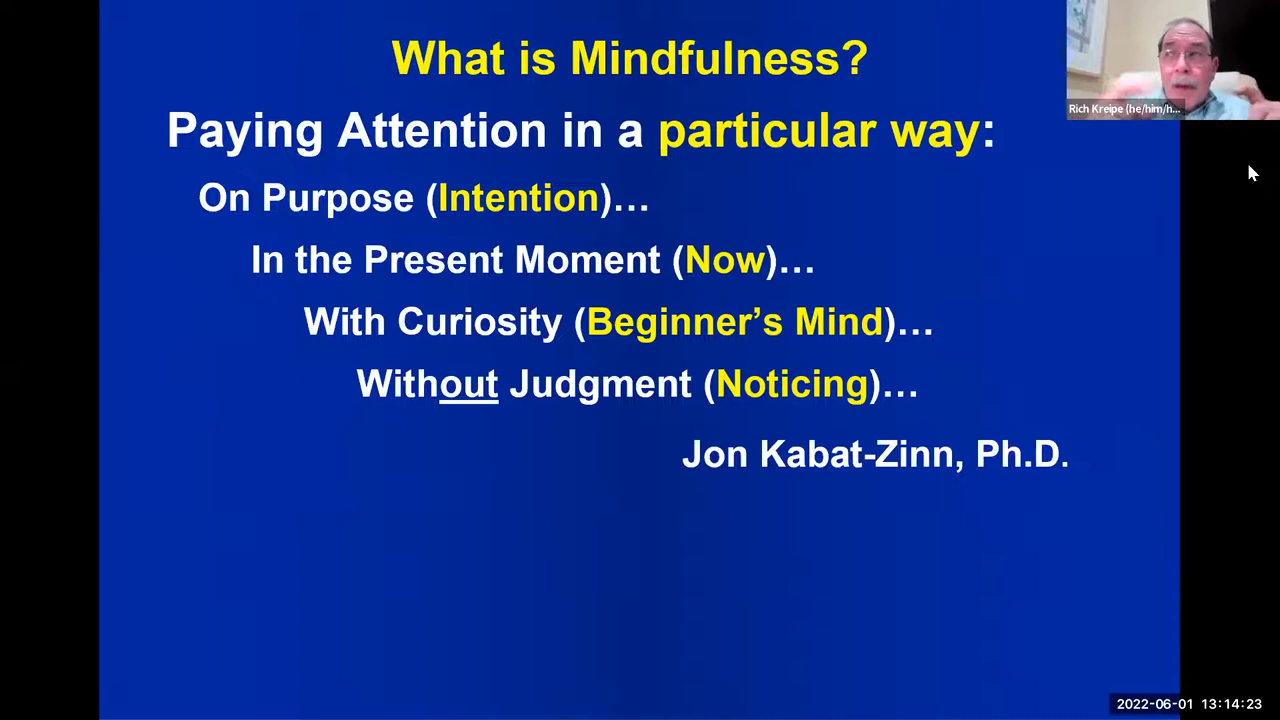 What is Mindfulness?
Rich Kreipe (he/him/h...
Paying Attention in a particular way:
On Purpose (Intention)…
In the Present Moment (Now)…
With Curiosity (Beginner’s Mind)…
Without Judgment (Noticing)…
Jon Kabat-Zinn, Ph.D.
2022-06-01 13:14:23